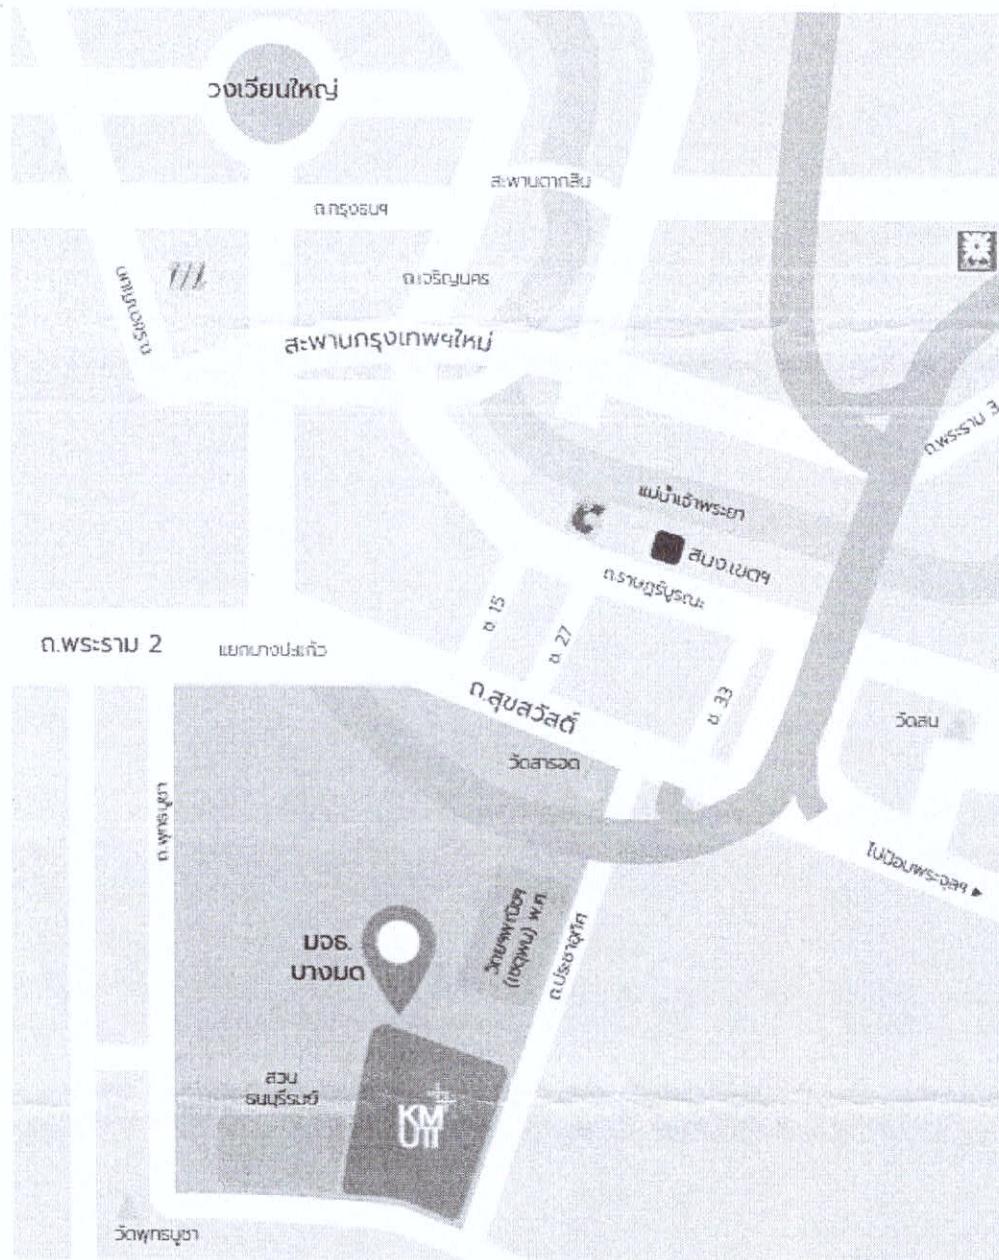 วงเวียนใหญ่
สะพานตากสิน
ถ.กรุงธนฯ
ถ.เจริญนคร
สะพานกรุงเทพฯใหม่
ถ.พระราม 3
แม่น้ำเจ้าพระยา
สนง.เขตฯ
ถ.ราษฎร์บูรณะ
ซ. 15
ซ. 27
ซ. 33
ถ.พระราม 2
แยกบางปะแก้ว
ถ.สุขสวัสดิ์
วัดสน
วัดสารอด
ถ.พุทธบูชา
ไปป้อมพระจุลฯ
มจธ.
บางมด
ถ.ประชาอุทิศ
สวน
ธนบุรีรมย์
KM
UTT
วัดพุทธบูชา